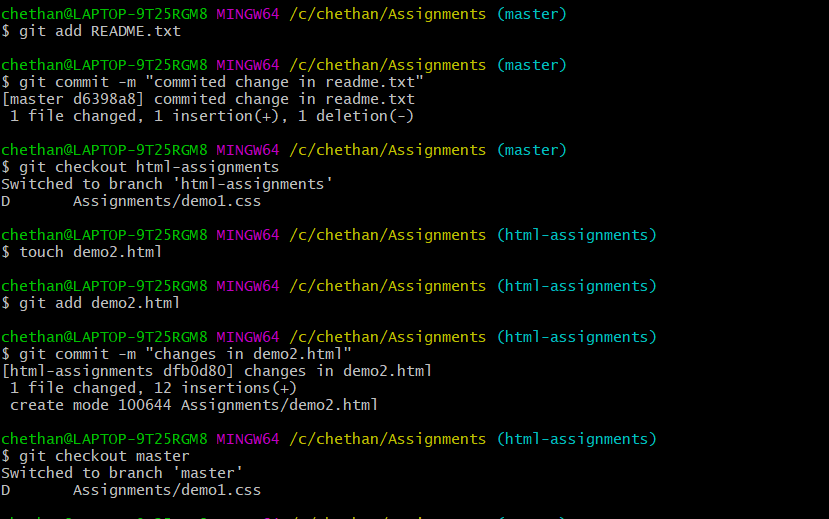 chethan@LAPTOP-9T25RGM8 MINGW64 /c/chethan/Assignments (master)
$ git add README.txt
chethan@LAPTOP-9T25RGM8 MINGW64 /c/chethan/Assignments (master)
$ git commit -m "commited change in readme.txt"
[master d6398a8] commited change in readme.txt
 1 file changed, 1 insertion(+), 1 deletion(-)
chethan@LAPTOP-9T25RGM8 MINGW64 /c/chethan/Assignments (master)
$ git checkout html-assignments
Switched to branch 'html-assignments'
D       Assignments/demo1.css
chethan@LAPTOP-9T25RGM8 MINGW64 /c/chethan/Assignments (html-assignments)
$ touch demo2.html
chethan@LAPTOP-9T25RGM8 MINGW64 /c/chethan/Assignments (html-assignments)
$ git add demo2.html
chethan@LAPTOP-9T25RGM8 MINGW64 /c/chethan/Assignments (html-assignments)
$ git commit -m "changes in demo2.html"
[html-assignments dfb0d80] changes in demo2.html
 1 file changed, 12 insertions(+)
 create mode 100644 Assignments/demo2.html
chethan@LAPTOP-9T25RGM8 MINGW64 /c/chethan/Assignments (html-assignments)
$ git checkout master
Switched to branch 'master'
D       Assignments/demo1.css